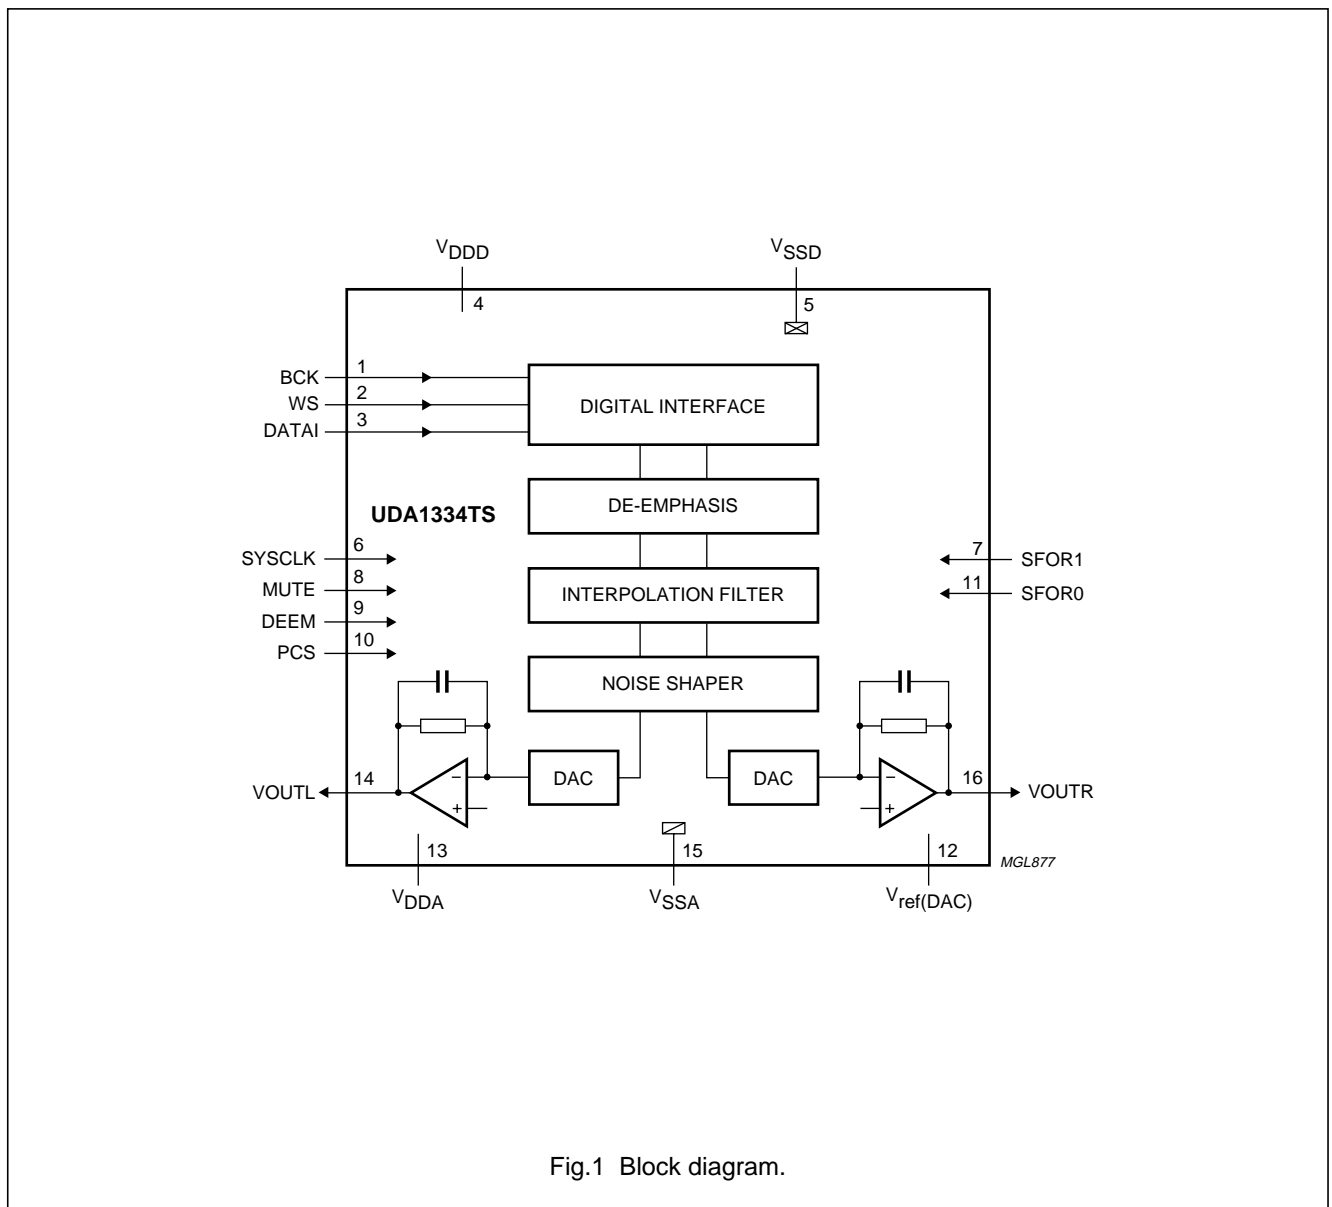 VDDD
VSSD
4
5
BCK 1
WS 2
DATAI 3
DIGITAL INTERFACE
DE-EMPHASIS
UDA1334TS
SYSCLK 6
MUTE 8
DEEM 9
PCS 10
7 SFOR1
11 SFOR0
INTERPOLATION FILTER
NOISE SHAPER
VOUTL 14
−
+
DAC
DAC
−
+
16 VOUTR
13
15
12
MGL877
VDDA
VSSA
Vref(DAC)
Fig.1 Block diagram.